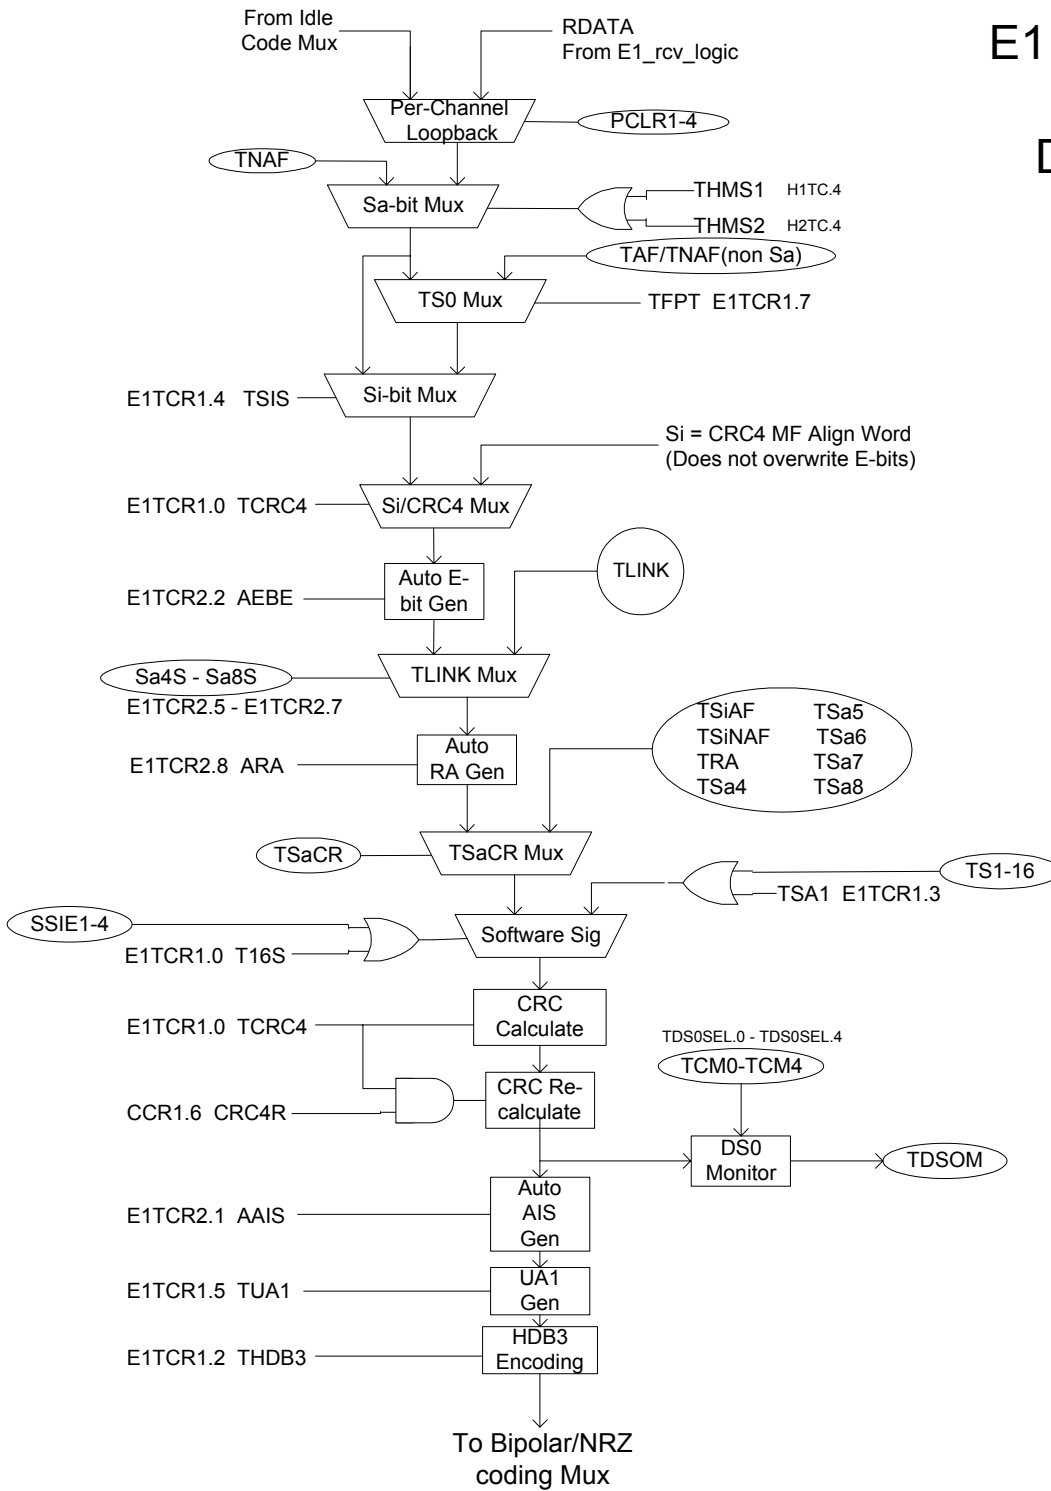 From Idle
Code Mux
RDATA
From E1_rcv_logic
E1
D
Per-Channel
Loopback
PCLR1-4
TNAF
Sa-bit Mux
THMS1 H1TC.4
THMS2 H2TC.4
TAF/TNAF(non Sa)
TS0 Mux
TFPT E1TCR1.7
E1TCR1.4 TSIS
Si-bit Mux
Si = CRC4 MF Align Word
(Does not overwrite E-bits)
E1TCR1.0 TCRC4
Si/CRC4 Mux
TLINK
E1TCR2.2 AEBE
Auto E-
bit Gen
Sa4S - Sa8S
TLINK Mux
E1TCR2.5 - E1TCR2.7
TSiAF TSa5
TSiNAF TSa6
TRA TSa7
TSa4 TSa8
E1TCR2.8 ARA
Auto
RA Gen
TSaCR
TSaCR Mux
TS1-16
TSA1 E1TCR1.3
SSIE1-4
Software Sig
E1TCR1.0 T16S
E1TCR1.0 TCRC4
CRC
Calculate
TDS0SEL.0 - TDS0SEL.4
TCM0-TCM4
CCR1.6 CRC4R
CRC Re-
calculate
DS0
Monitor
TDSOM
E1TCR2.1 AAIS
Auto
AIS
Gen
E1TCR1.5 TUA1
UA1
Gen
E1TCR1.2 THDB3
HDB3
Encoding
To Bipolar/NRZ
coding Mux